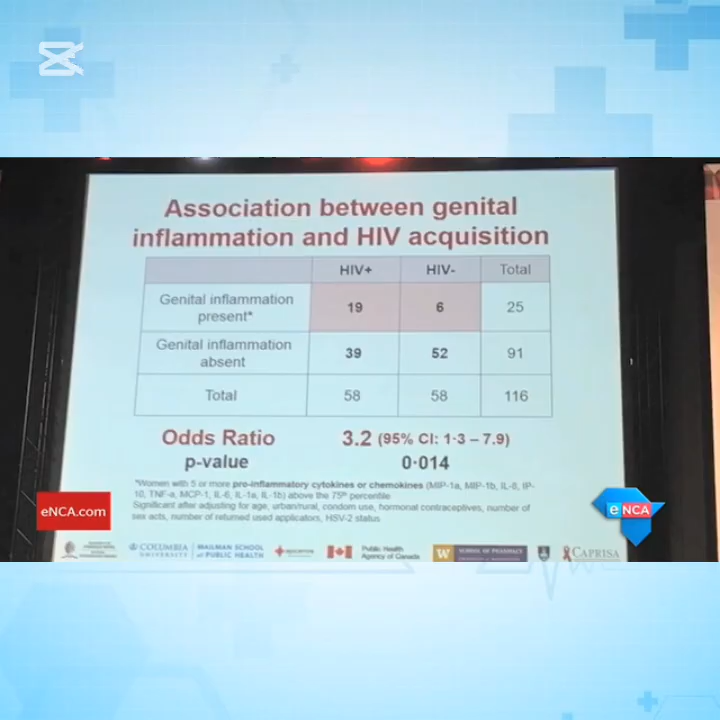 Association between genital
inflammation and HIV acquisition
HIV+ HIV- Total
Genital inflammation
present* 19 6 25
Genital inflammation
absent 39 52 91
Total 58 58 116
Odds Ratio 3.2 (95% CI: 1·3 – 7.9)
p-value 0·014
*Women with 5 or more pro-inflammatory cytokines or chemokines (MIP-1a, MIP-1b, IL-8, IP-
10, TNF-a, MCP-1, IL-6, IL-1a, IL-1b) above the 75th percentile
Significant after adjusting for age, urban/rural, condom use, hormonal contraceptives, number of
sex acts, number of returned used applicators, HSV-2 status
eNCA.com
eNCA
COLUMBIA
UNIVERSITY
MAILMAN SCHOOL
of PUBLIC HEALTH
Public Health
Agency of Canada
W SCHOOL OF PHARMACY
CAPRISA